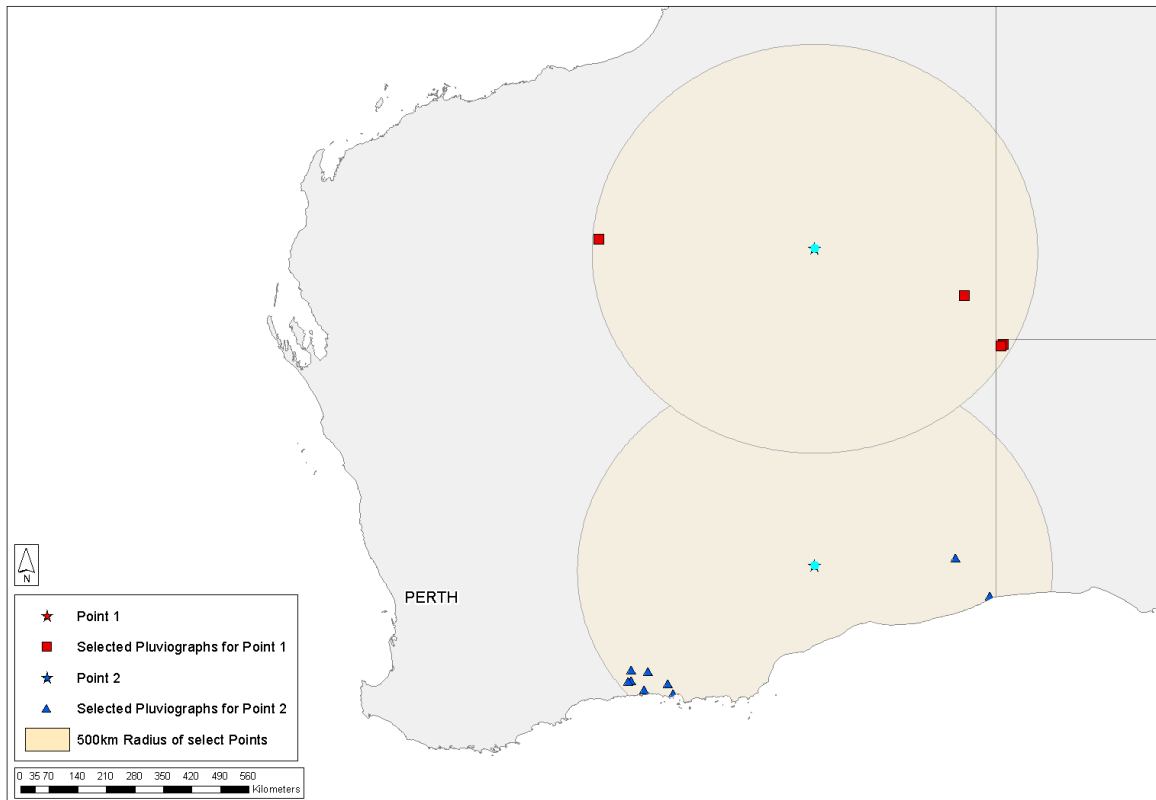 PERTH
N
Point 1
Selected Pluviographs for Point 1
Point 2
Selected Pluviographs for Point 2
500km Radius of select Points
0 35 70 140 210 280 350 420 490 560
Kilometers